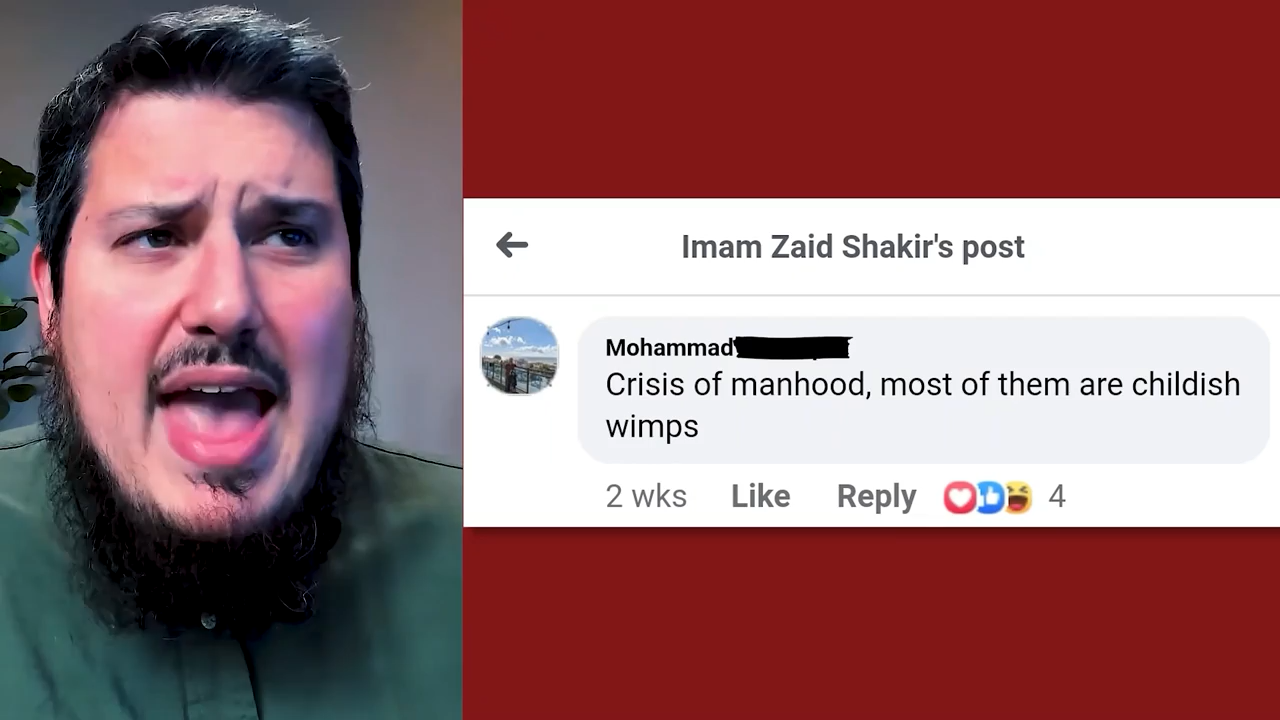 Imam Zaid Shakir's post
Mohammad
Crisis of manhood, most of them are childish
wimps
2 wks Like Reply 4